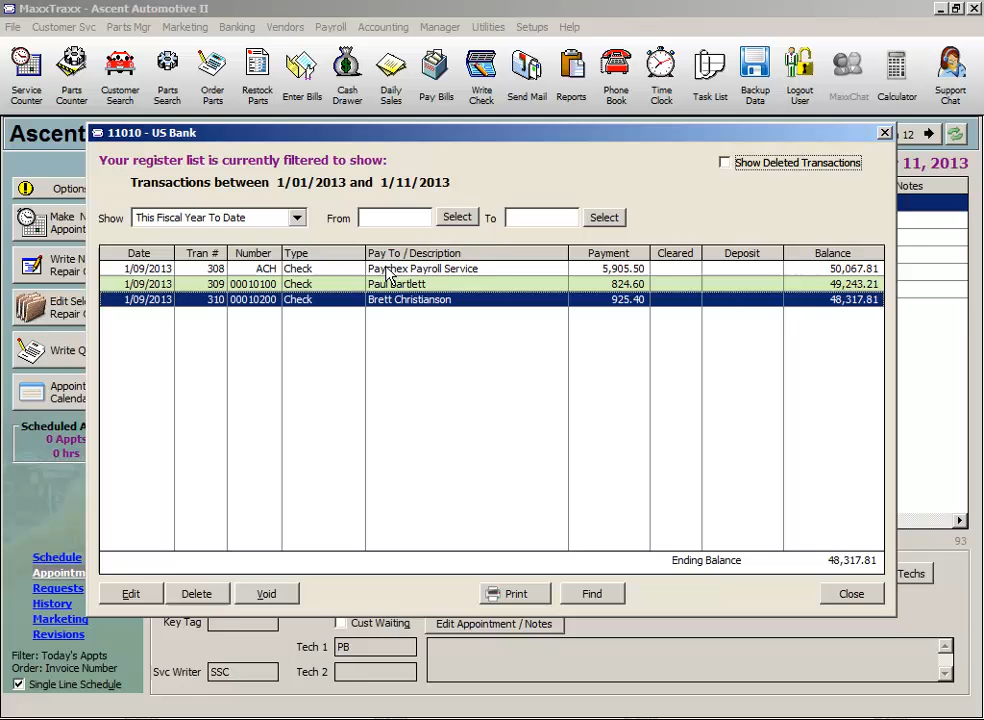 MaxxTraxx - Ascent Automotive II
File Customer Svc Parts Mgr Marketing Banking Vendors Payroll Accounting Manager Utilities Setups Help
Service Counter
Parts Counter
Customer Search
Parts Search
Order Parts
Restock Parts
Enter Bills
Cash Drawer
Daily Sales
Pay Bills
Write Check
Send Mail
Reports
Phone Book
Time Clock
Task List
Backup Data
Logout User
MaxxChat
Calculator
Support Chat
Ascent
12
11, 2013
Notes
Option
Make N
Appoint
Write N
Repair O
Edit Sel
Repair O
Write Q
Appoint
Calenda
Scheduled A
0 Appts
0 hrs
Schedule
Appointm
Requests
History
Marketing
Revisions
Filter: Today's Appts
Order: Invoice Number
Single Line Schedule
11010 - US Bank
Your register list is currently filtered to show:
Show Deleted Transactions
Transactions between 1/01/2013 and 1/11/2013
Show This Fiscal Year To Date From Select To Select
Date Tran # Number Type Pay To / Description Payment Cleared Deposit Balance
1/09/2013 308 ACH Check Paychex Payroll Service 5,905.50 50,067.81
1/09/2013 309 00010100 Check Paul Bartlett 824.60 49,243.21
1/09/2013 310 00010200 Check Brett Christianson 925.40 48,317.81
Ending Balance 48,317.81
Edit Delete Void Print Find Close
93
Techs
Key Tag Cust Waiting Edit Appointment / Notes
Tech 1 PB
Svc Writer SSC Tech 2